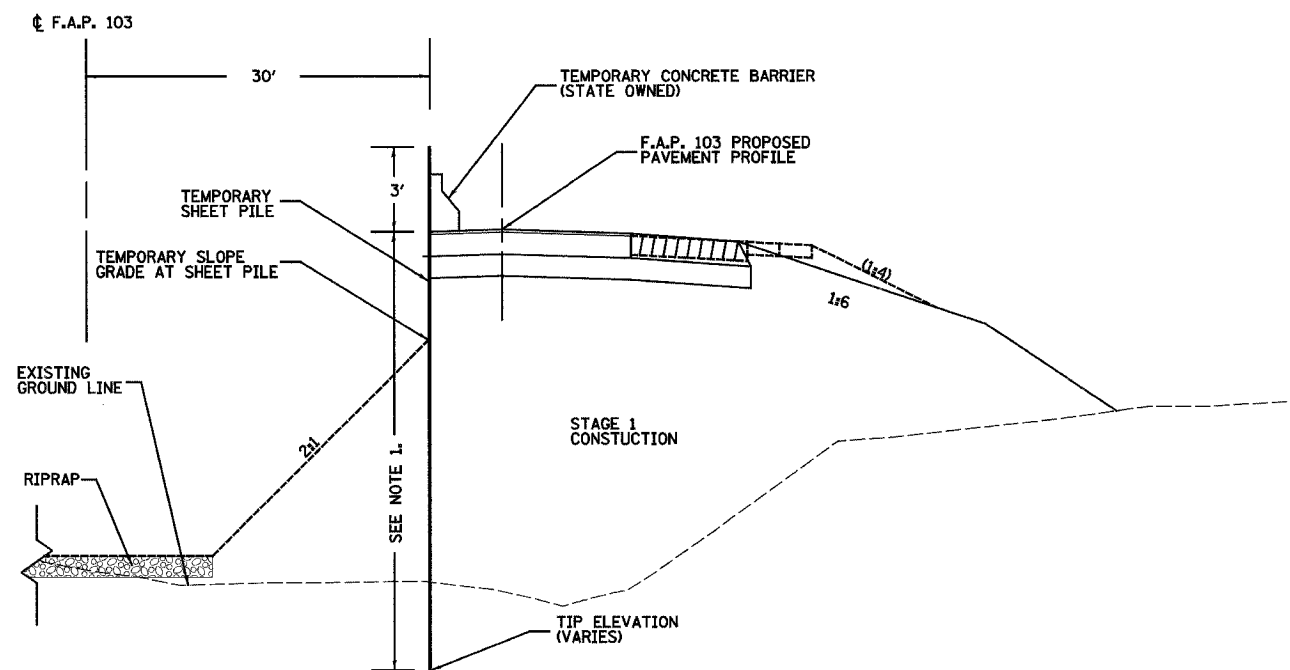 ℄ F.A.P. 103
30'
TEMPORARY CONCRETE BARRIER
(STATE OWNED)
F.A.P. 103 PROPOSED
PAVEMENT PROFILE
3'
TEMPORARY
SHEET PILE
TEMPORARY SLOPE
GRADE AT SHEET PILE
(1:4)
1:6
EXISTING
GROUND LINE
2:1
STAGE 1
CONSTUCTION
SEE NOTE 1.
RIPRAP
TIP ELEVATION
(VARIES)